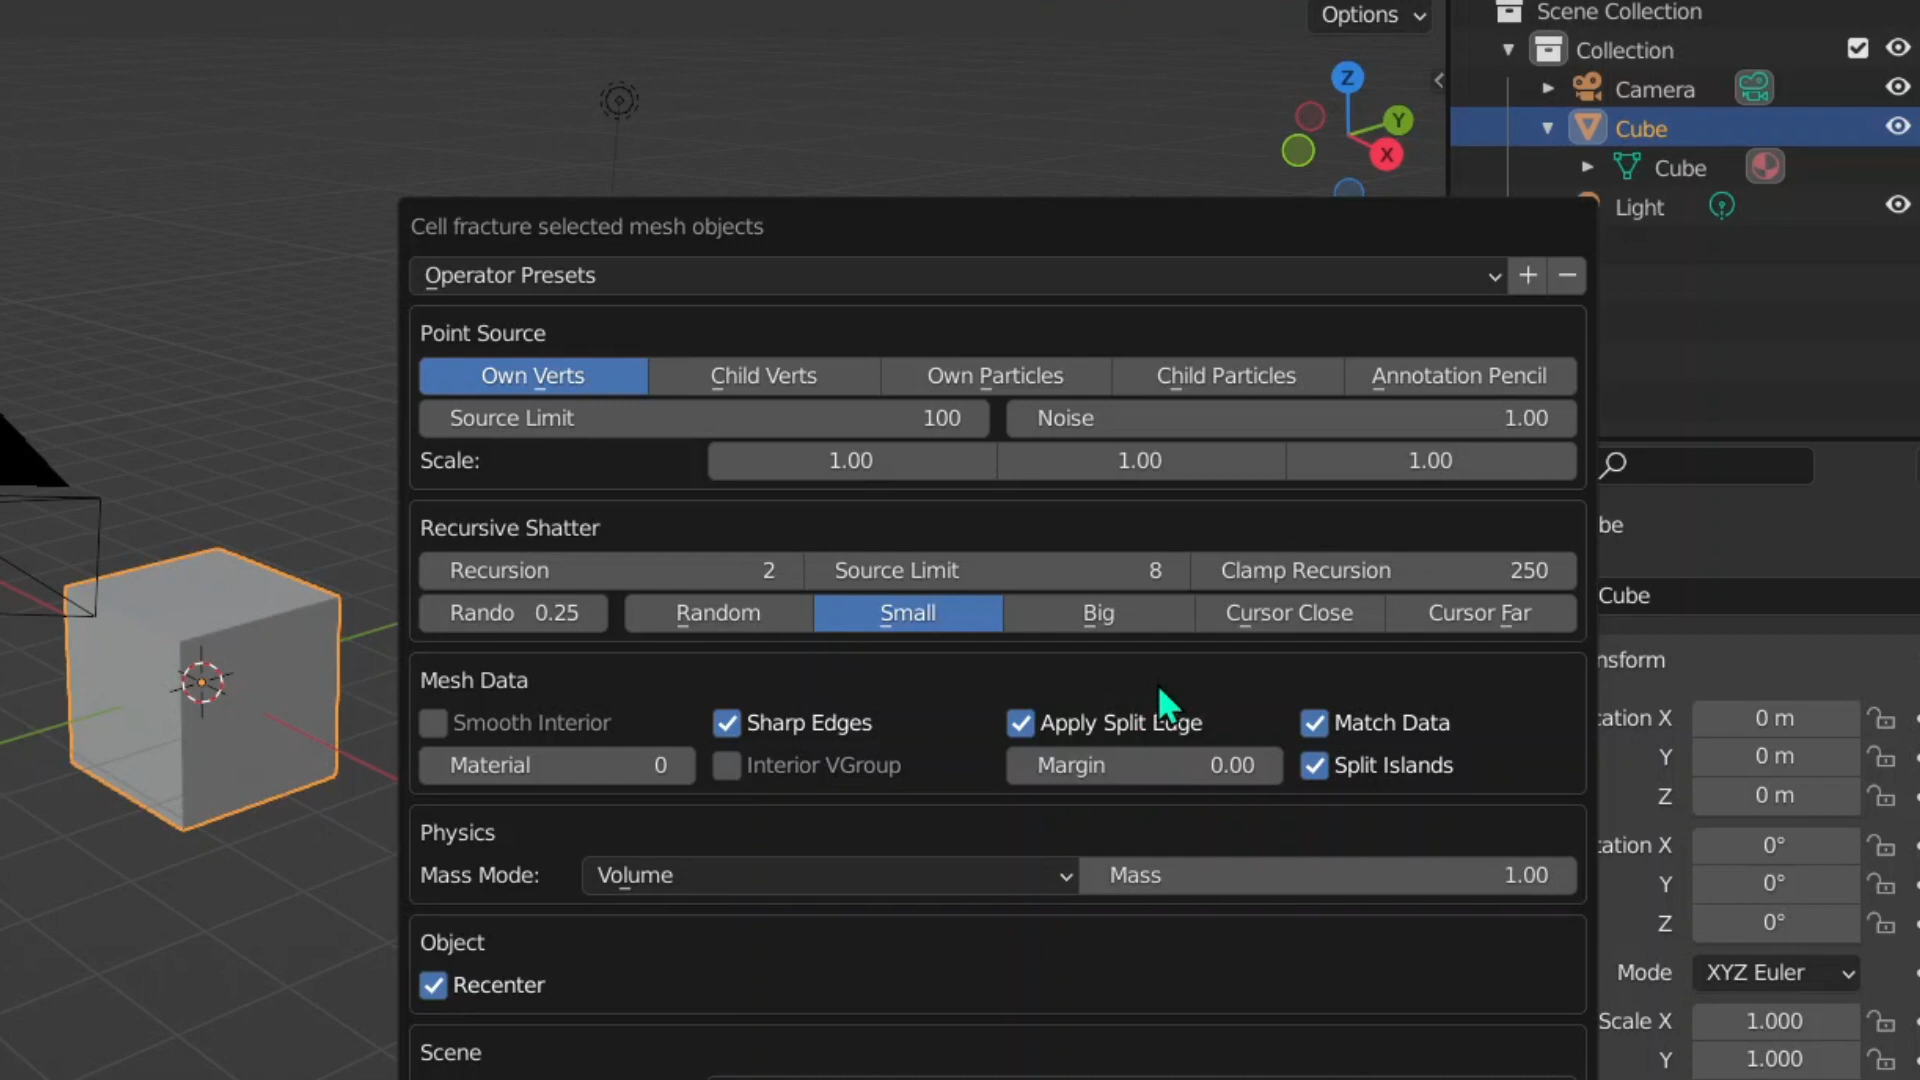 Options
Scene Collection
Collection
Camera
Cube
Cube
Light
Z
Y
X
Cell fracture selected mesh objects
Operator Presets
Point Source
Own Verts Child Verts Own Particles Child Particles Annotation Pencil
Source Limit 100 Noise 1.00
Scale: 1.00 1.00 1.00
Recursive Shatter
Recursion 2 Source Limit 8 Clamp Recursion 250
Rando 0.25 Random Small Big Cursor Close Cursor Far
Mesh Data
Smooth Interior Sharp Edges Apply Split Edge Match Data
Material 0 Interior VGroup Margin 0.00 Split Islands
Physics
Mass Mode: Volume Mass 1.00
Object
Recenter
Scene
be
Cube
nsform
ation X 0 m
Y 0 m
Z 0 m
ation X 0°
Y 0°
Z 0°
Mode XYZ Euler
Scale X 1.000
Y 1.000